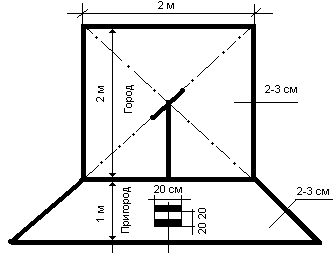 2 м
2 м
Город
2-3 см
20 см
2-3 см
1 м
Пригород
20 20